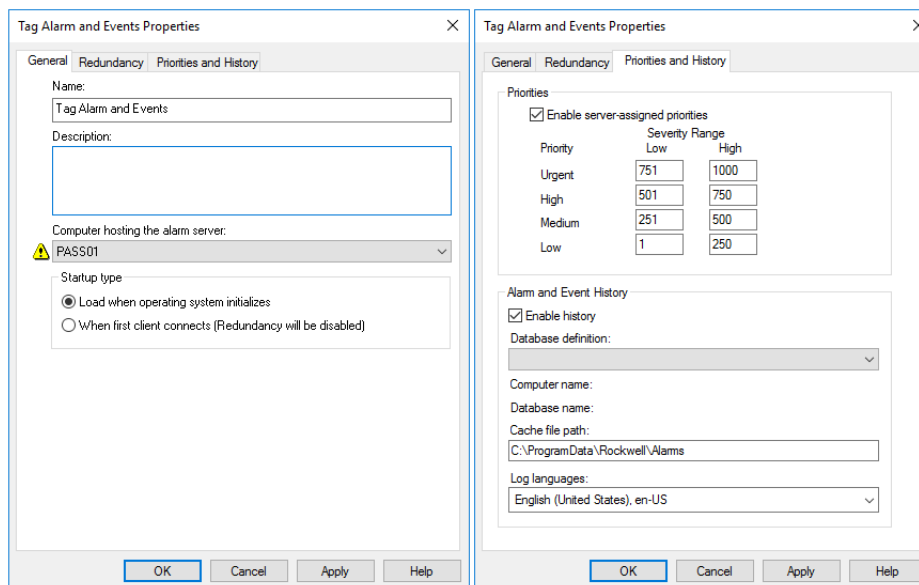 Tag Alarm and Events Properties
General Redundancy Priorities and History
Name:
Tag Alarm and Events
Description:
Computer hosting the alarm server:
PASS01
Startup type
Load when operating system initializes
When first client connects (Redundancy will be disabled)
OK Cancel Apply Help
Tag Alarm and Events Properties
General Redundancy Priorities and History
Priorities
Enable server-assigned priorities
Severity Range
Priority Low High
Urgent 751 1000
High 501 750
Medium 251 500
Low 1 250
Alarm and Event History
Enable history
Database definition:
Computer name:
Database name:
Cache file path:
C:\ProgramData\Rockwell\Alarms
Log languages:
English (United States), en-US
OK Cancel Apply Help